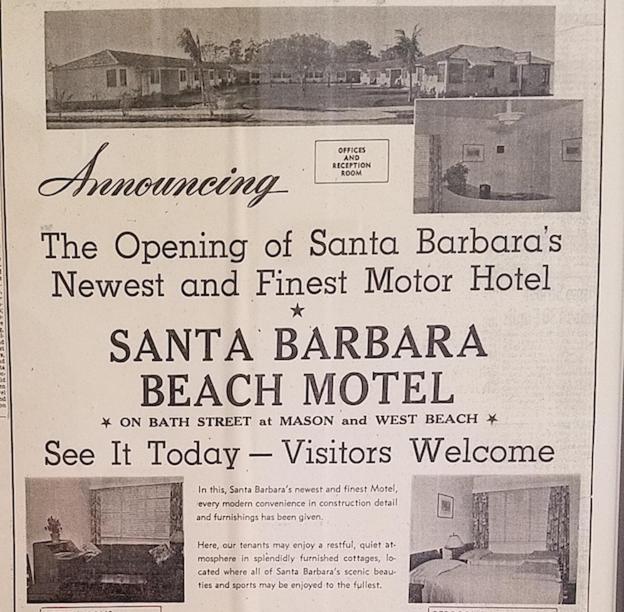 OFFICES
AND
RECEPTION
ROOM
Announcing
The Opening of Santa Barbara's
Newest and Finest Motor Hotel
SANTA BARBARA
BEACH MOTEL
ON BATH STREET at MASON and WEST BEACH
See It Today — Visitors Welcome
In this, Santa Barbara's newest and finest Motel,
every modern convenience in construction detail
and furnishings has been given.
Here, our tenants may enjoy a restful, quiet at-
mosphere in splendidly furnished cottages, lo-
cated where all of Santa Barbara's scenic beau-
ties and sports may be enjoyed to the fullest.